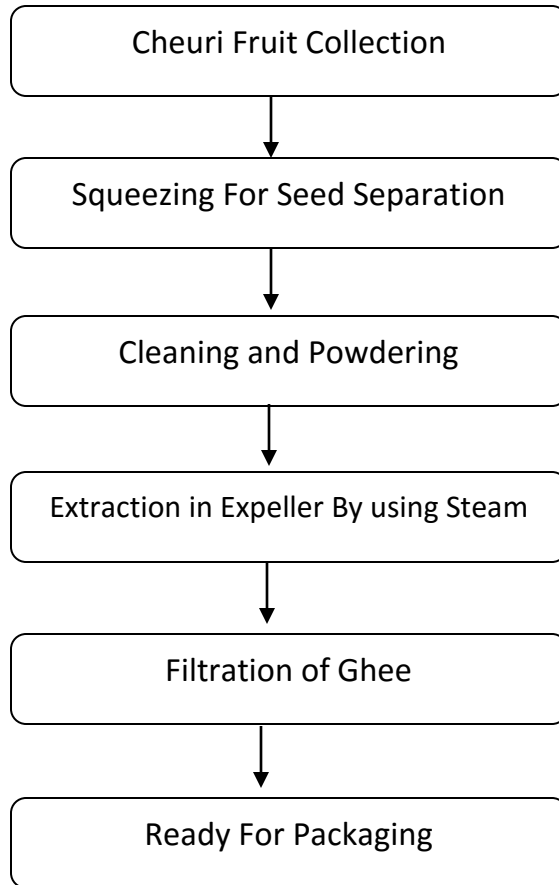 Cheuri Fruit Collection
Squeezing For Seed Separation
Cleaning and Powdering
Extraction in Expeller By using Steam
Filtration of Ghee
Ready For Packaging